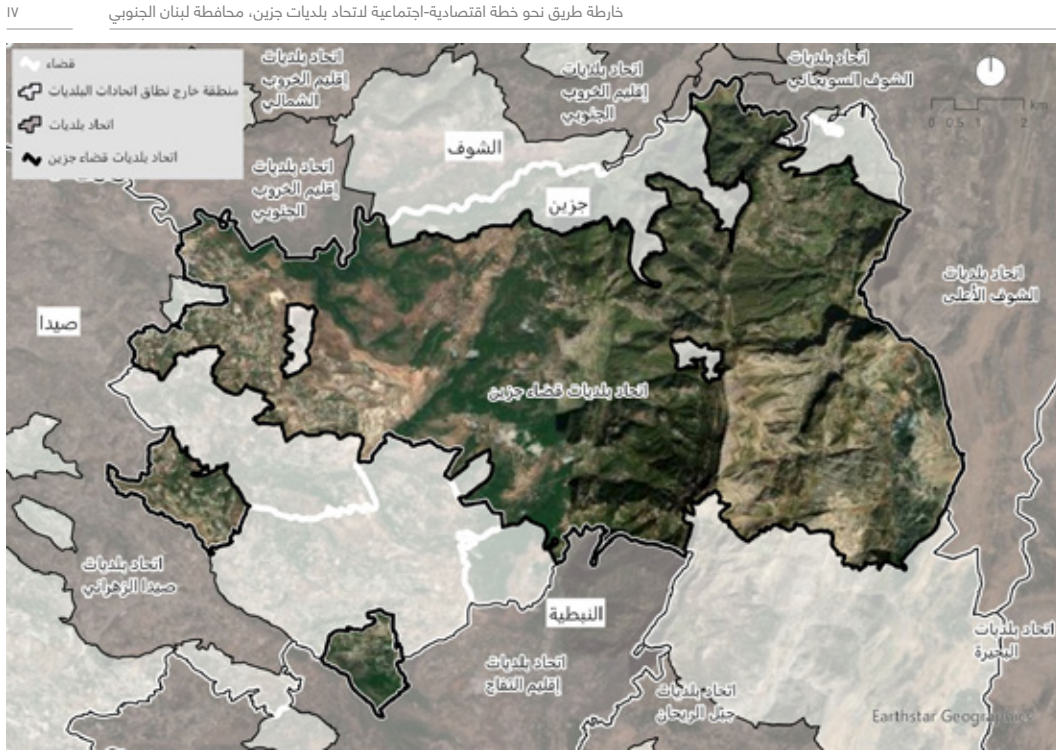 خارطة طريق نحو خطة اقتصادية-اجتماعية لاتحاد بلديات جزين، محافظة لبنان الجنوبي
١٧
قضاء
منطقة خارج نطاق اتحادات البلديات
اتحاد بلديات
اتحاد بلديات قضاء جزين
اتحاد بلديات
إقليم الخروب
الشمالي
اتحاد بلديات
إقليم الخروب
الجنوبي
اتحاد بلديات
الشوف السويجاني
km
0 0.5 1 2
الشوف
اتحاد بلديات
إقليم الخروب
الجنوبي
جزين
اتحاد بلديات
الشوف الأعلى
صيدا
اتحاد بلديات قضاء جزين
اتحاد بلديات
صيدا الزهراني
النبطية
اتحاد بلديات
البحيرة
اتحاد بلديات
إقليم التفاح
اتحاد بلديات
جبل الريحان
Earthstar Geographics